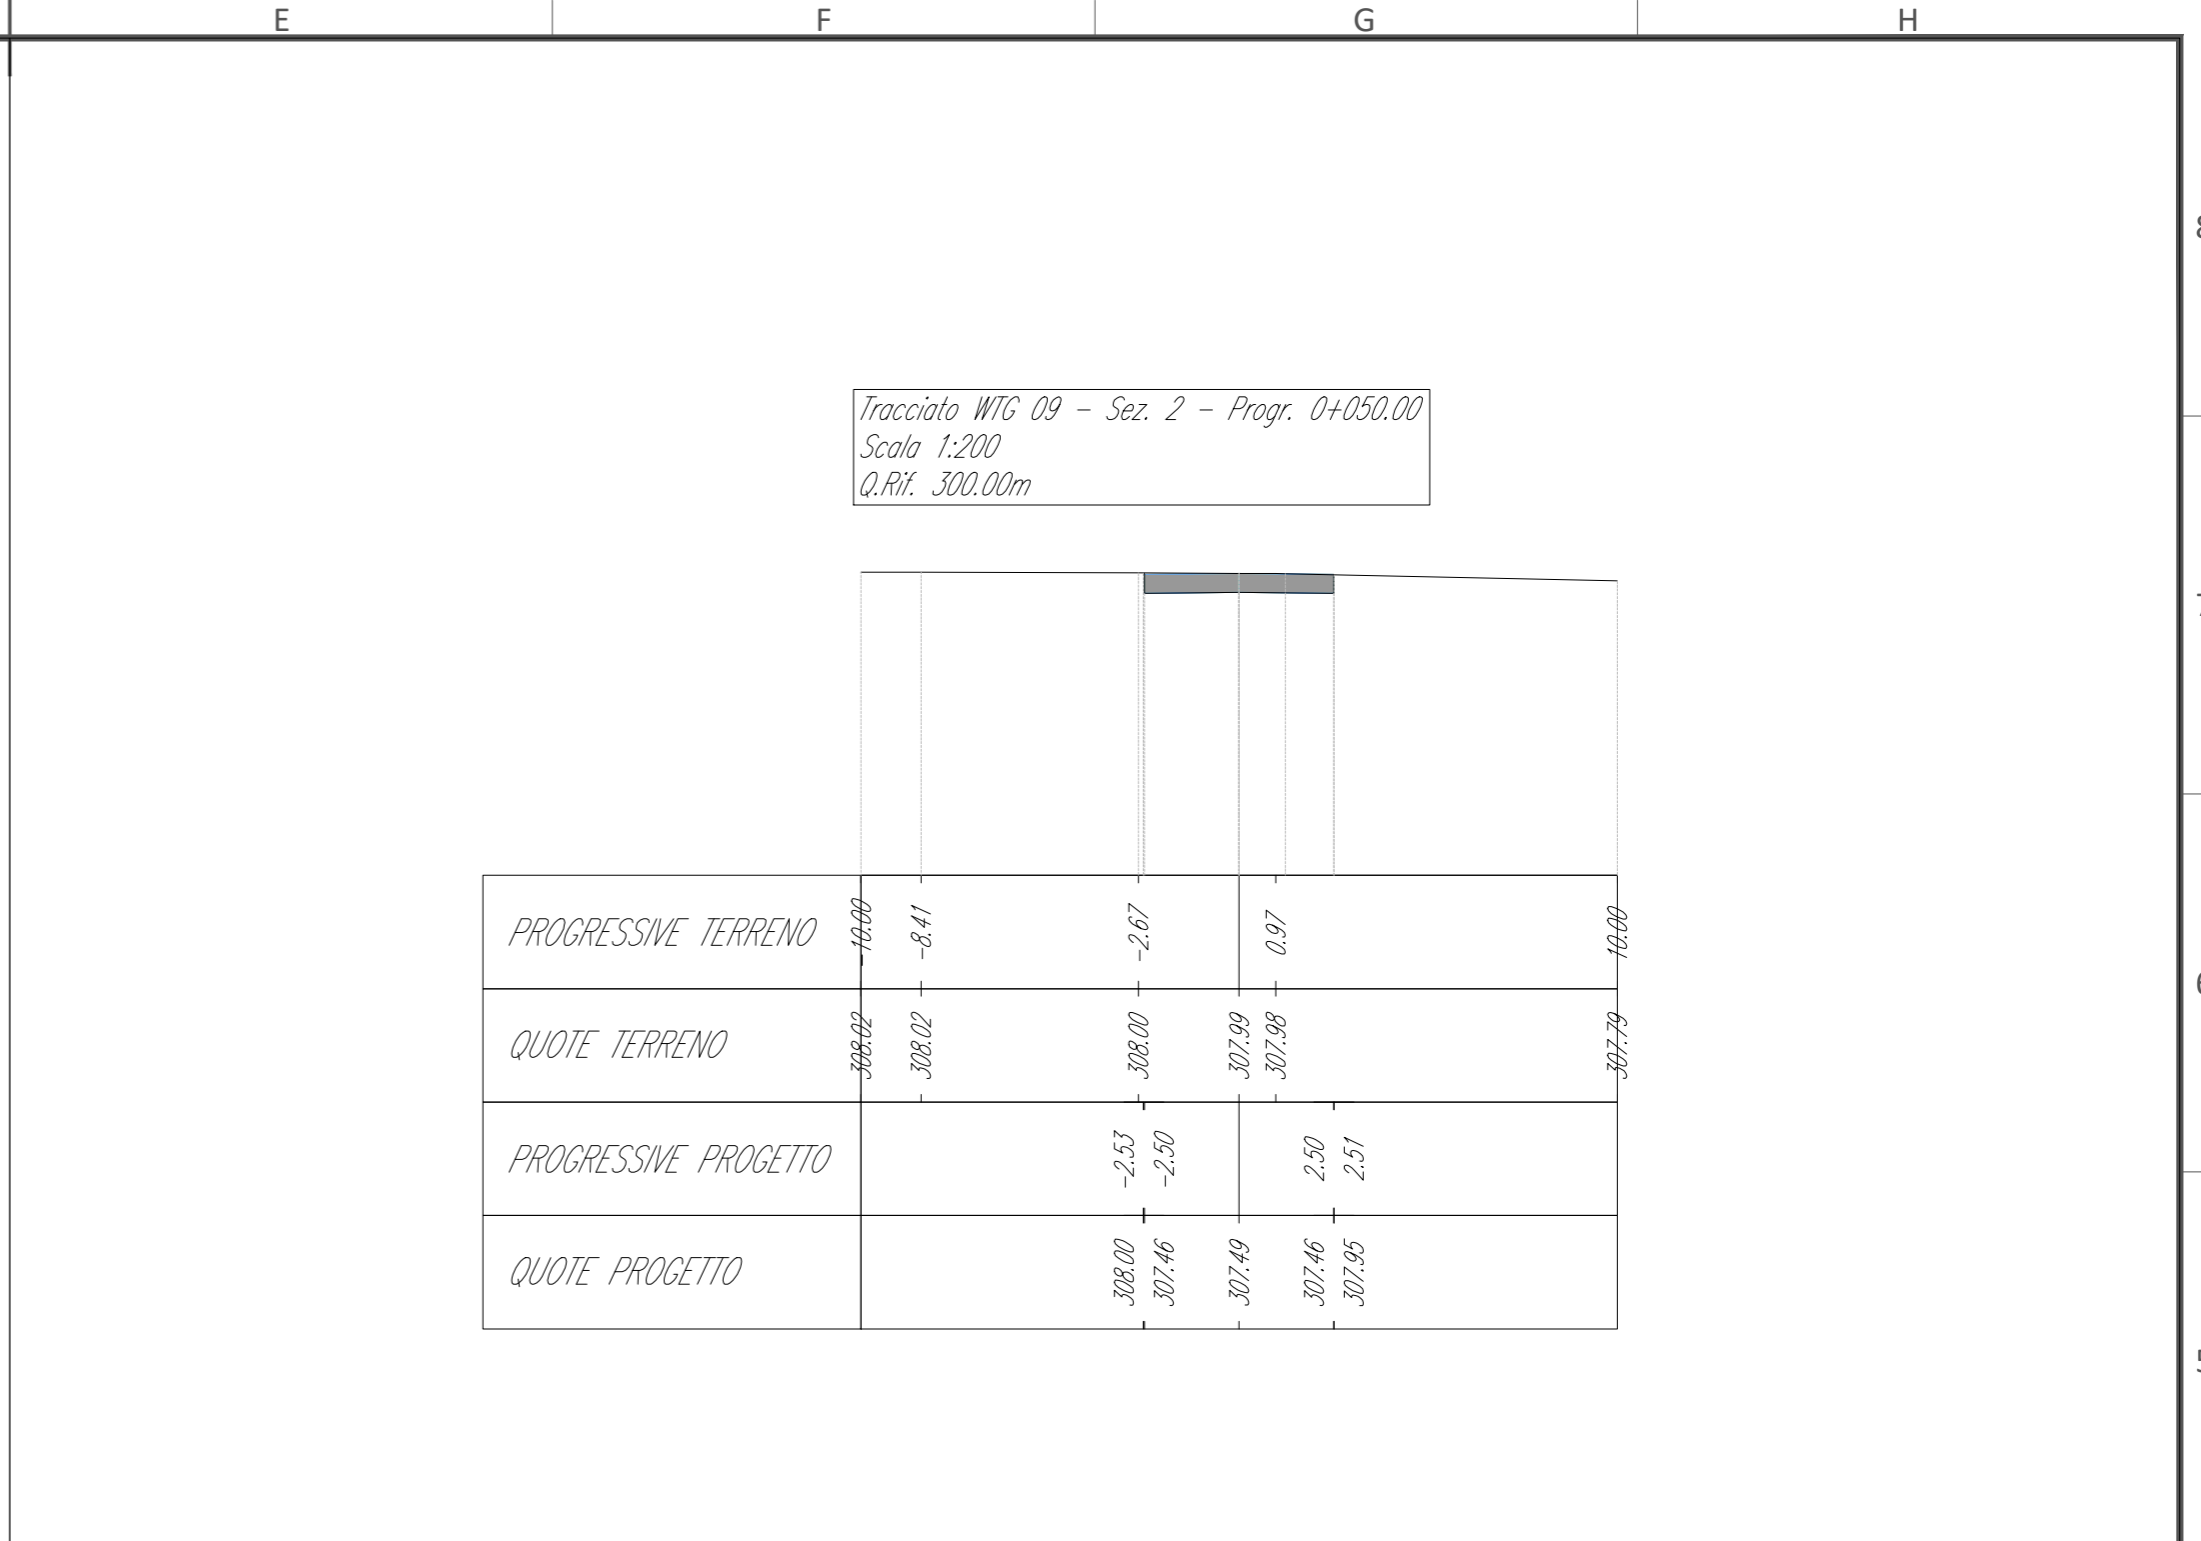 E F G H
Tracciato WTG 09 - Sez. 2 - Progr. 0+050.00
Scala 1:200
Q.Rif. 300.00m
PROGRESSIVE TERRENO -10.00 -8.41 -2.67 0.97 10.00
QUOTE TERRENO 308.02 308.02 308.00 307.99 307.98 307.79
PROGRESSIVE PROGETTO -2.53 -2.50 2.50 2.51
QUOTE PROGETTO 308.00 307.46 307.49 307.46 307.95